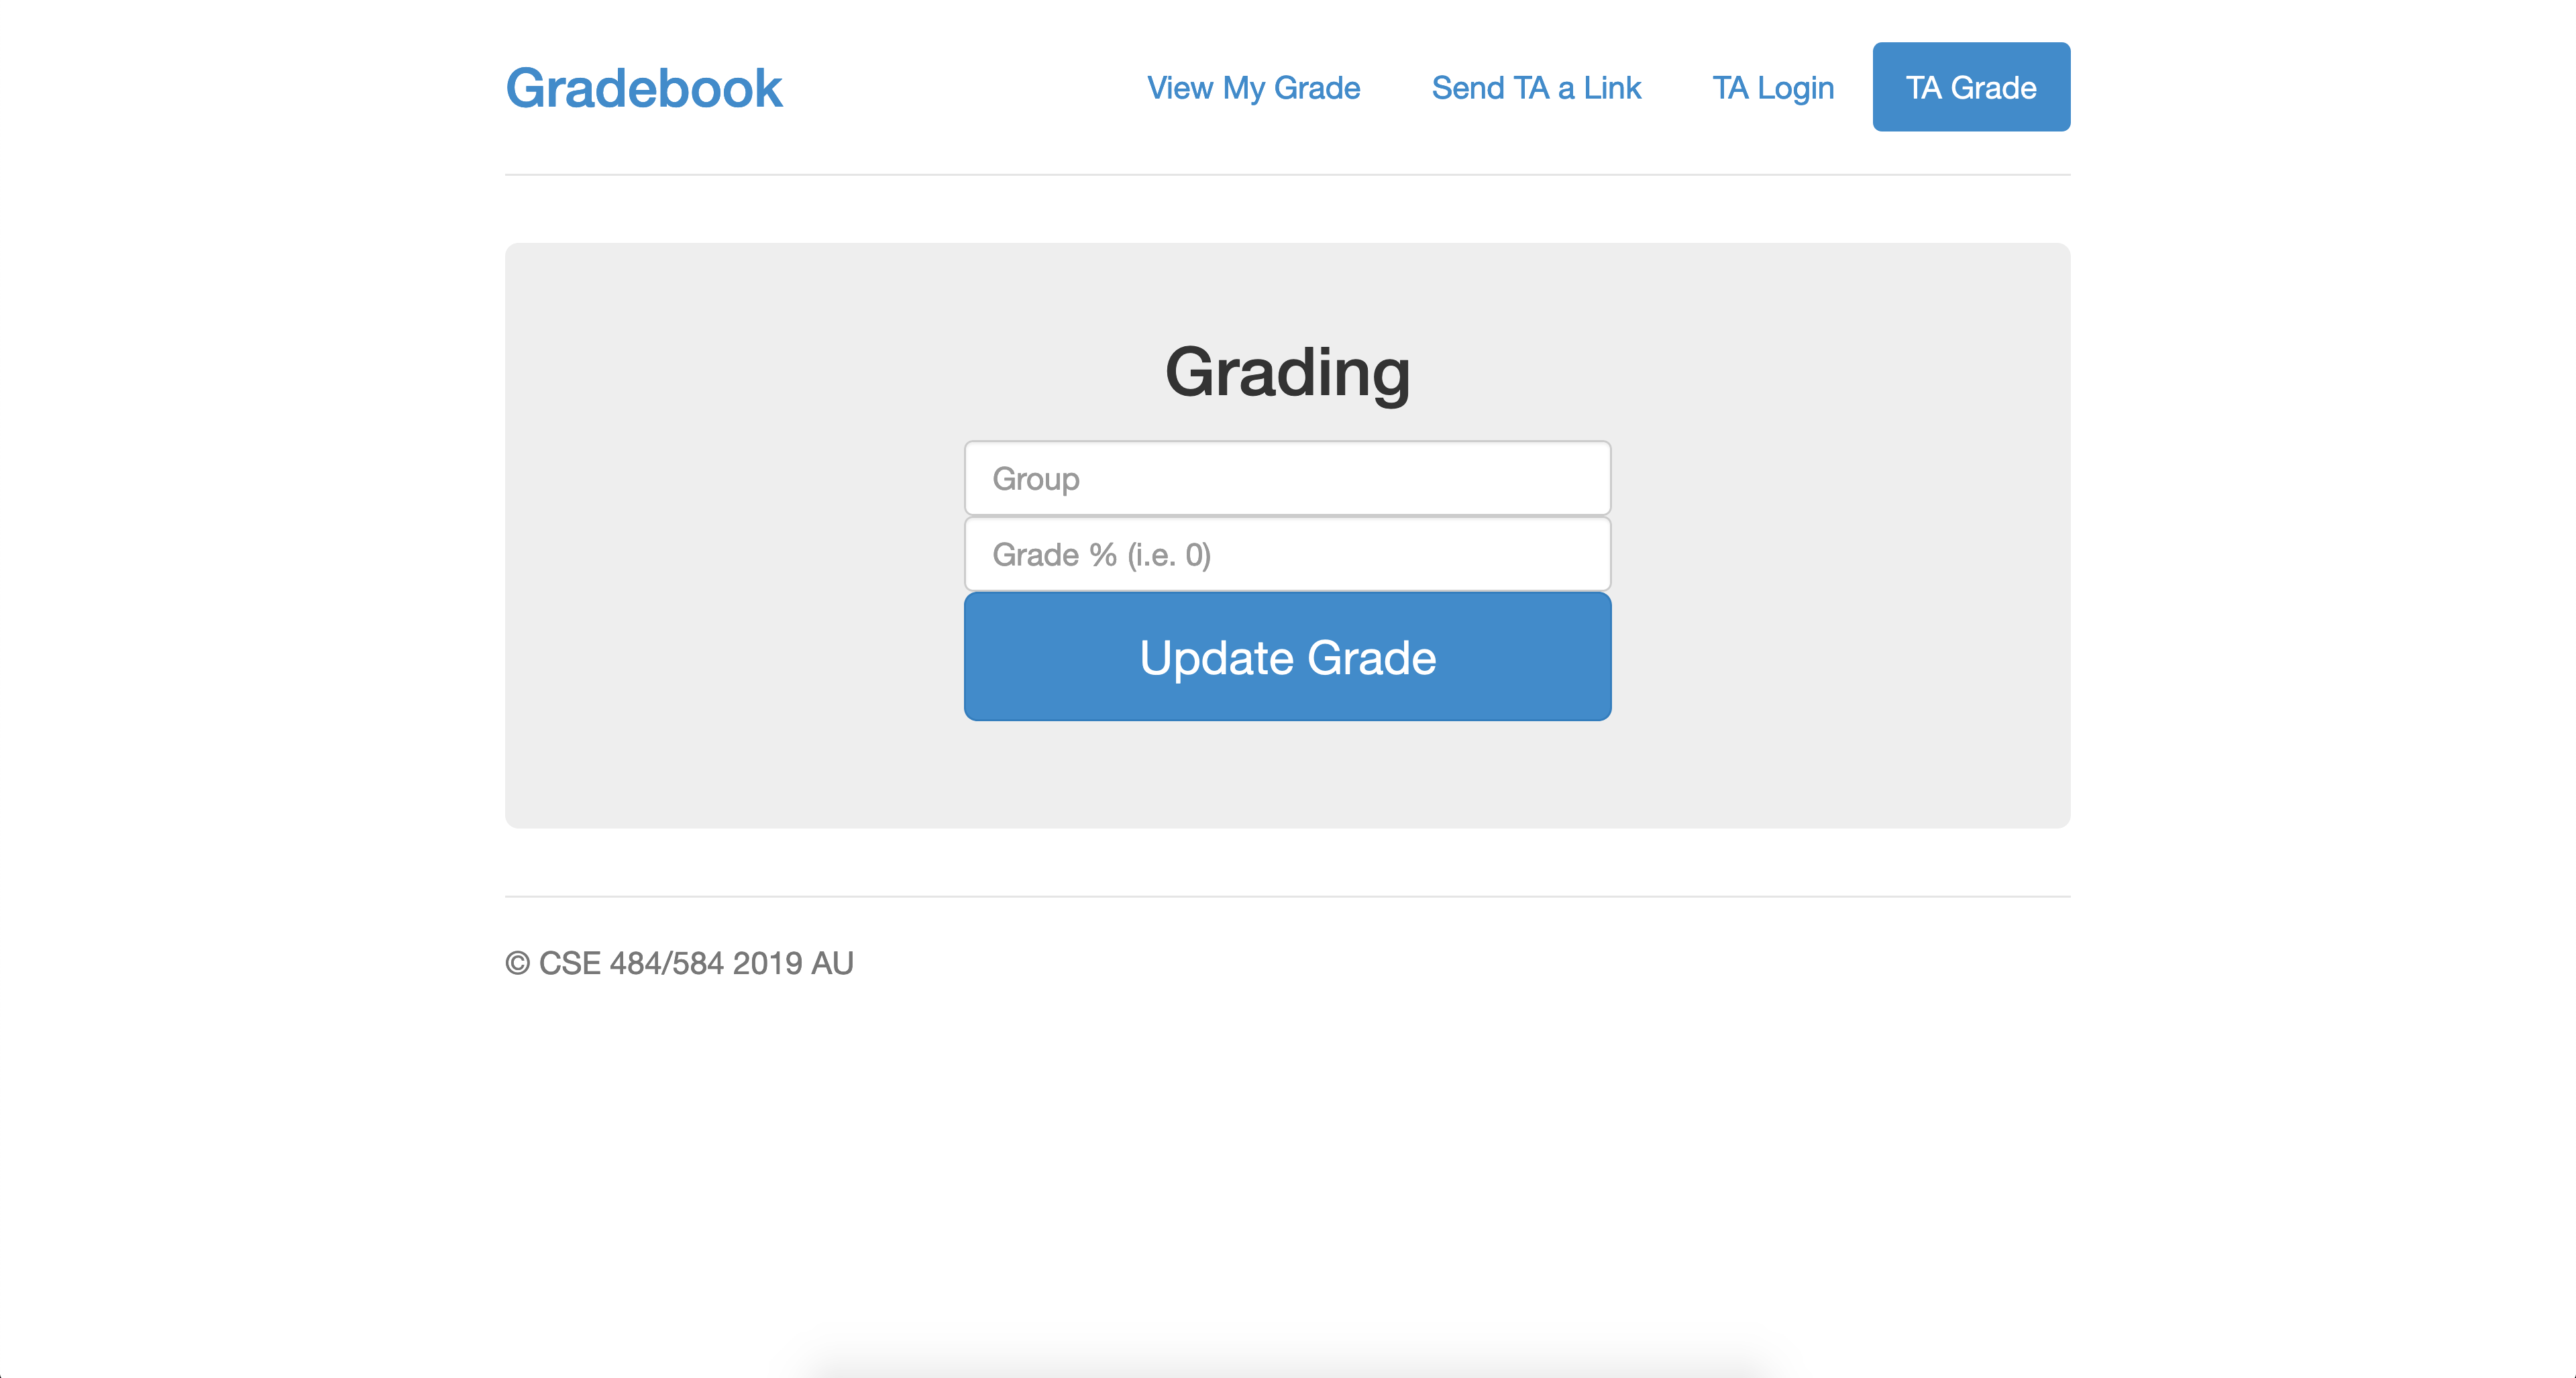 Gradebook
View My Grade
Send TA a Link
TA Login
TA Grade
Grading
Group
Grade % (i.e. 0)
Update Grade
© CSE 484/584 2019 AU